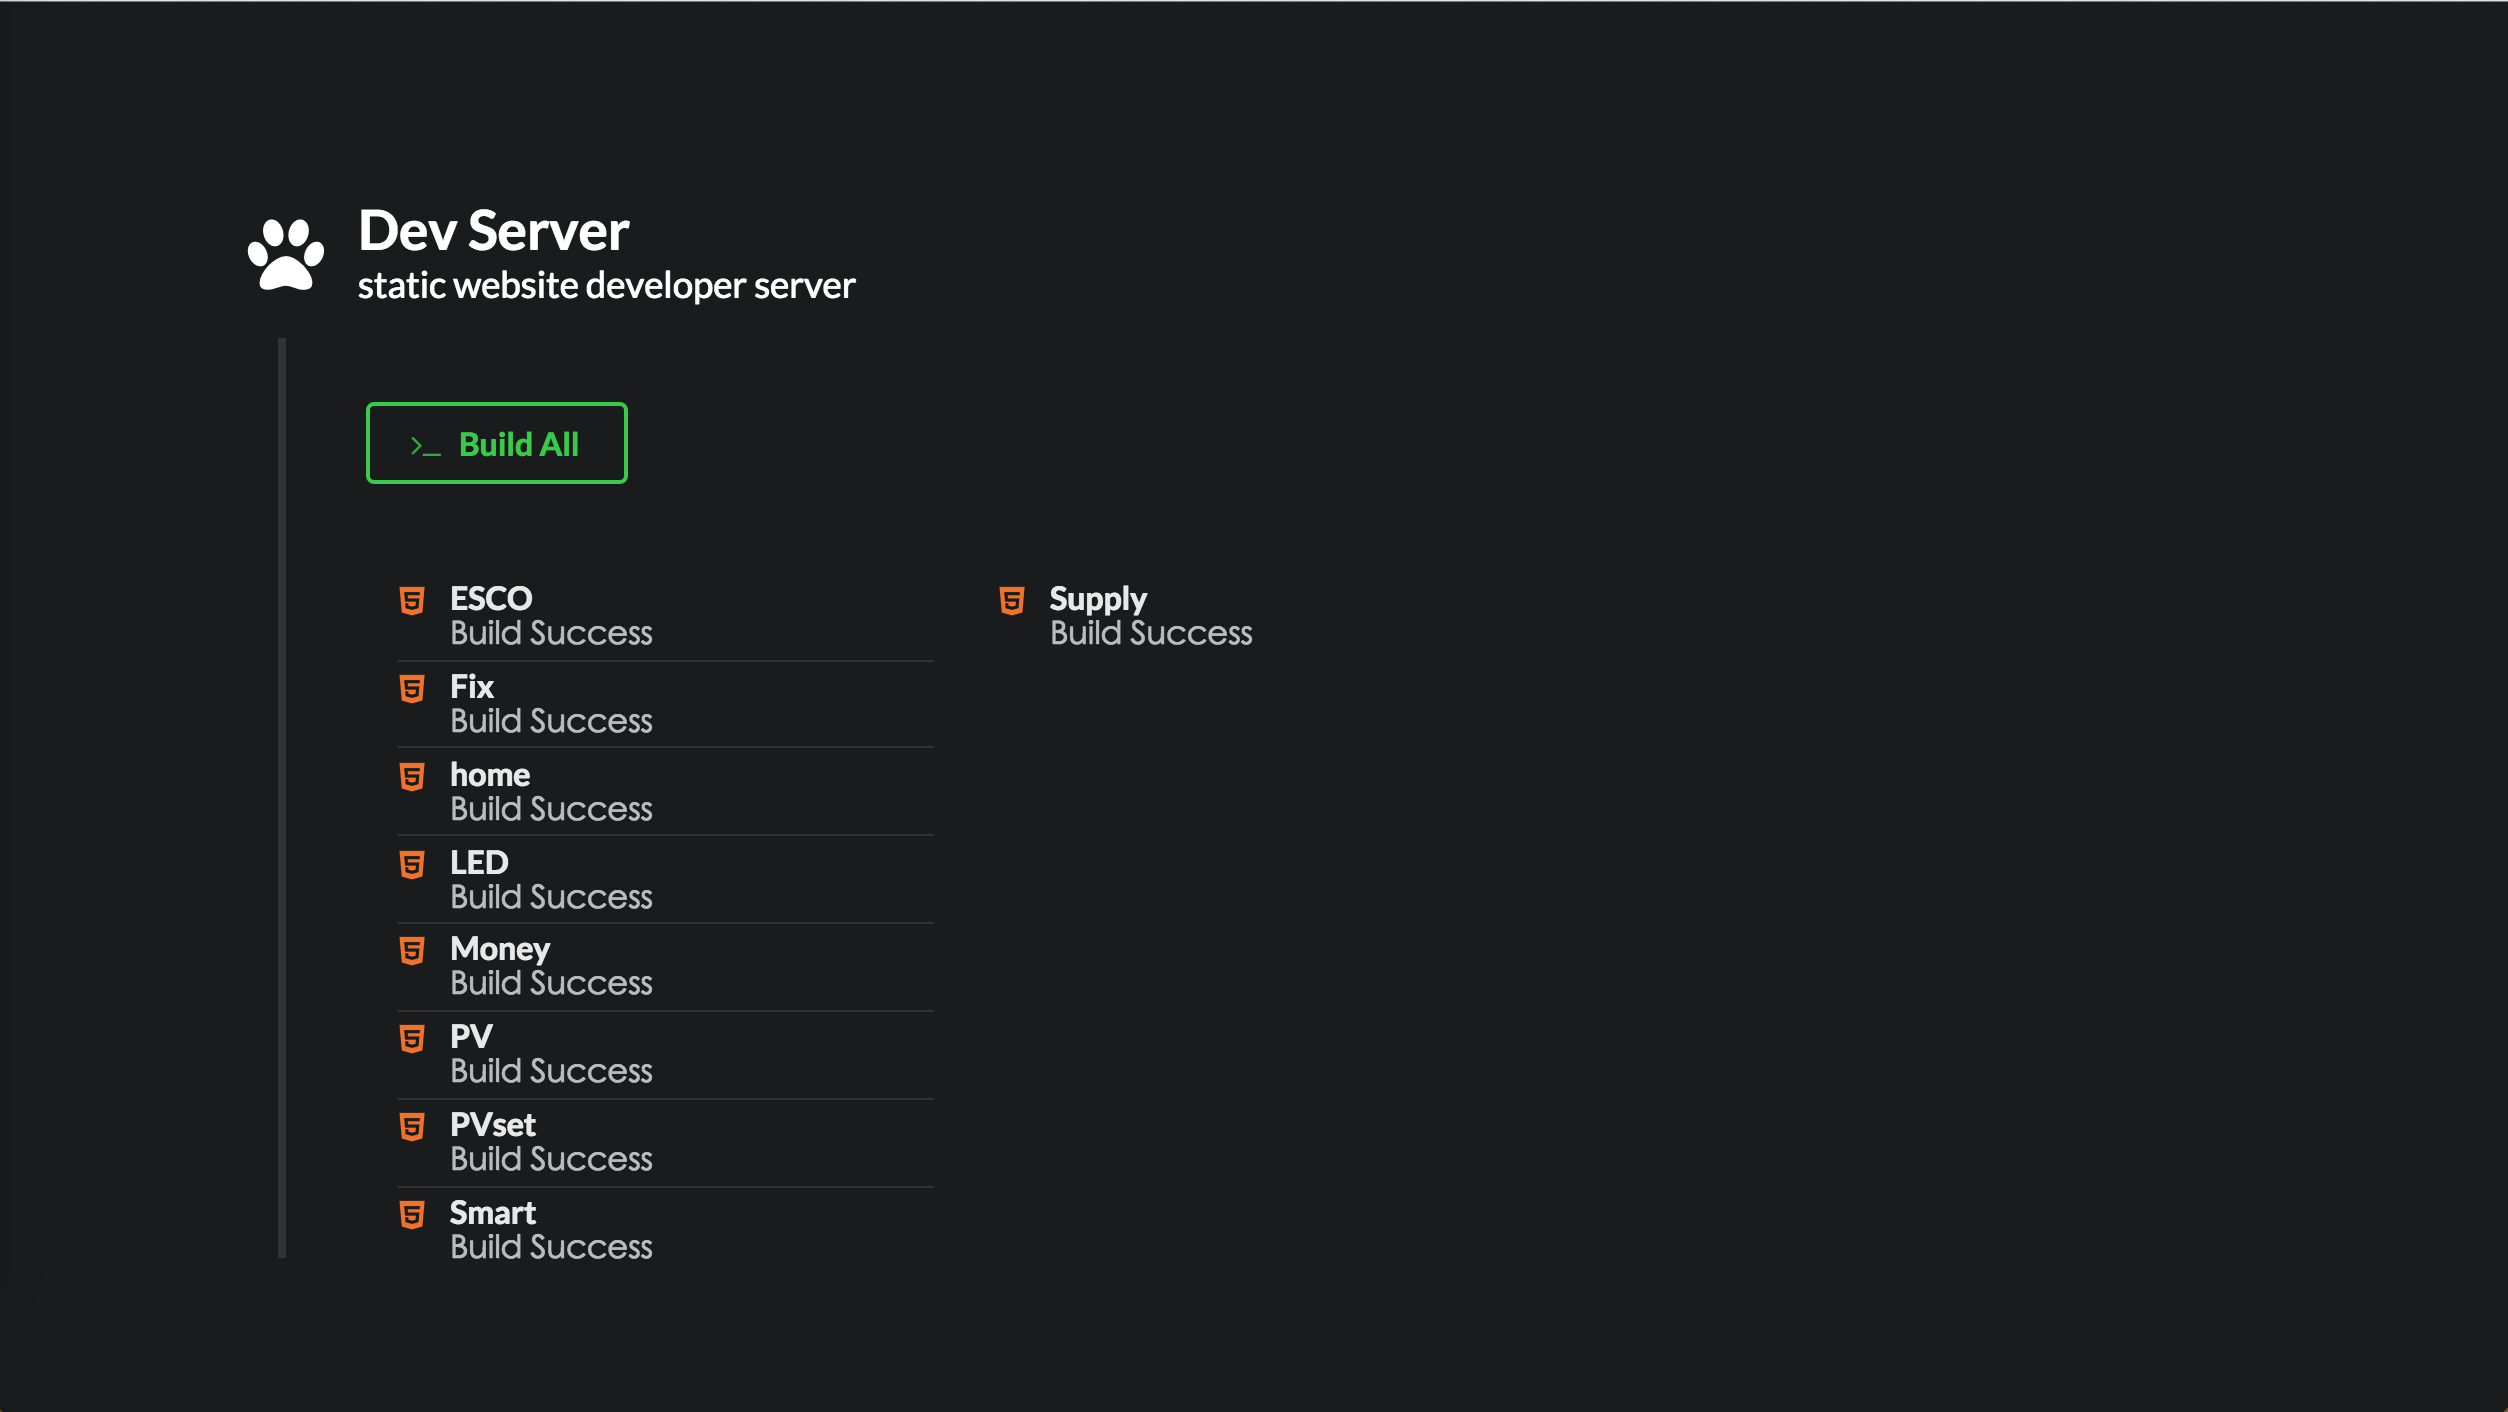 Dev Server
static website developer server
>_ Build All
ESCO
Build Success
Fix
Build Success
home
Build Success
LED
Build Success
Money
Build Success
PV
Build Success
PVset
Build Success
Smart
Build Success
Supply
Build Success